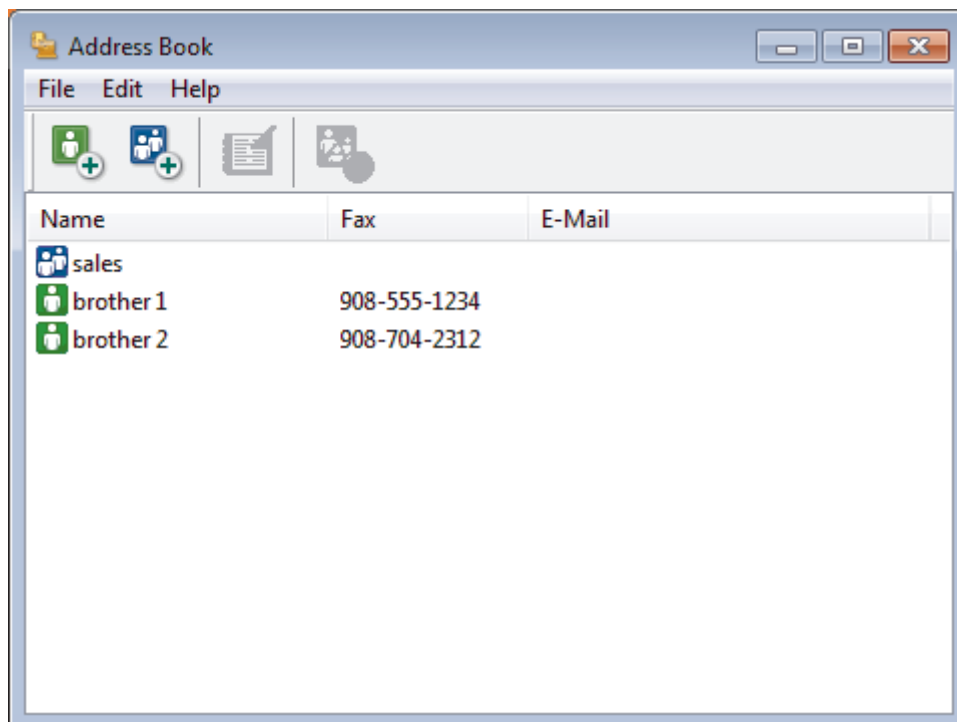 Address Book
File Edit Help
Name Fax E-Mail
sales
brother 1 908-555-1234
brother 2 908-704-2312